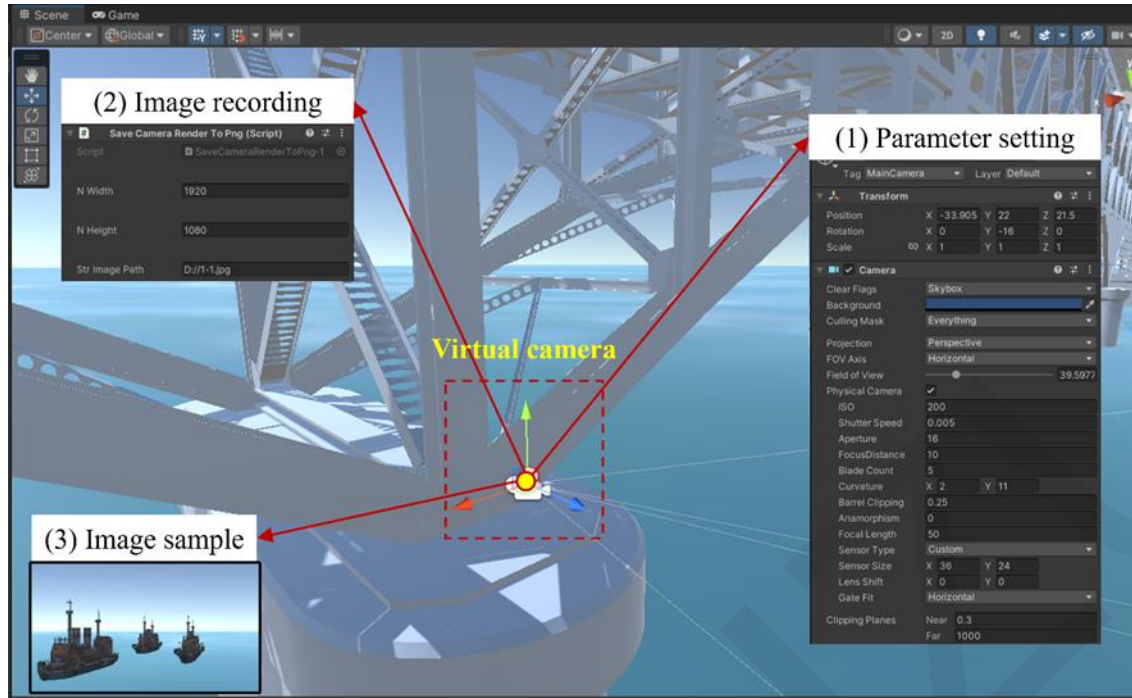 Scene Game
Center Global 2D
(2) Image recording
Save Camera Render To Png (Script)
Script SaveCameraRenderToPng-1
N Width 1920
N Height 1080
Str Image Path D://1-1.jpg
(1) Parameter setting
Tag MainCamera Layer Default
Transform
Position X -33.905 Y 22 Z 21.5
Rotation X 0 Y -16 Z 0
Scale X 1 Y 1 Z 1
Camera
Clear Flags Skybox
Background
Culling Mask Everything
Projection Perspective
FOV Axis Horizontal
Field of View 39.5977
Physical Camera
ISO 200
Shutter Speed 0.005
Aperture 16
FocusDistance 10
Blade Count 5
Curvature X 2 Y 11
Barrel Clipping 0.25
Anamorphism 0
Focal Length 50
Sensor Type Custom
Sensor Size X 36 Y 24
Lens Shift X 0 Y 0
Gate Fit Horizontal
Clipping Planes Near 0.3
Far 1000
Virtual camera
(3) Image sample
y